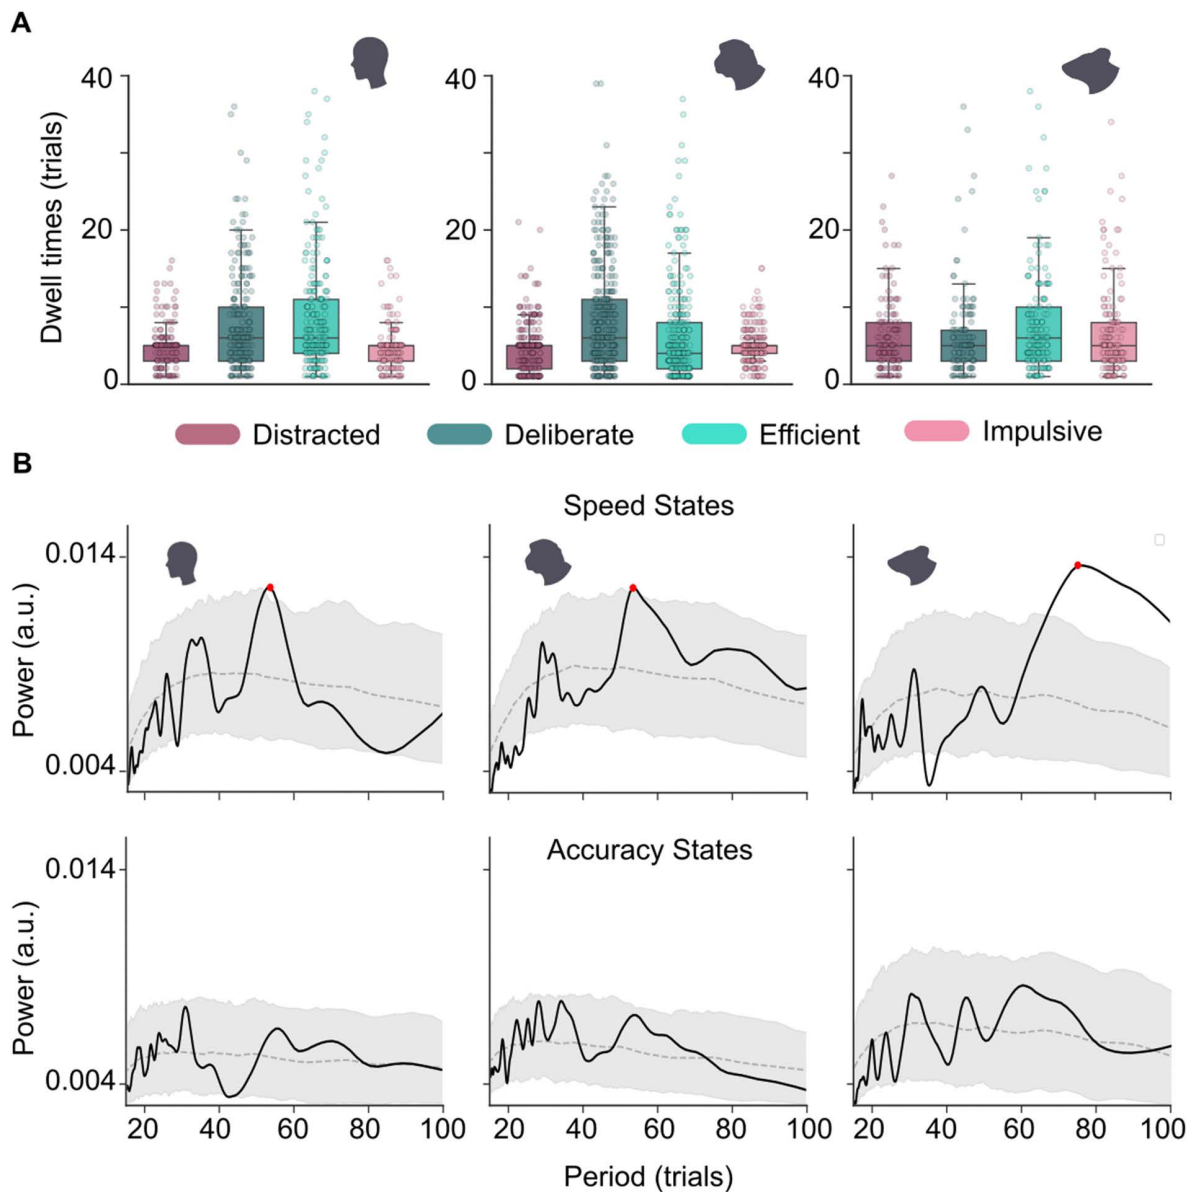 A
Dwell times (trials)
40
20
0
40
20
0
40
20
0
Distracted
Deliberate
Efficient
Impulsive
B
Speed States
Power (a.u.)
0.014
0.004
Accuracy States
Power (a.u.)
0.014
0.004
20 40 60 80 100
20 40 60 80 100
20 40 60 80 100
Period (trials)